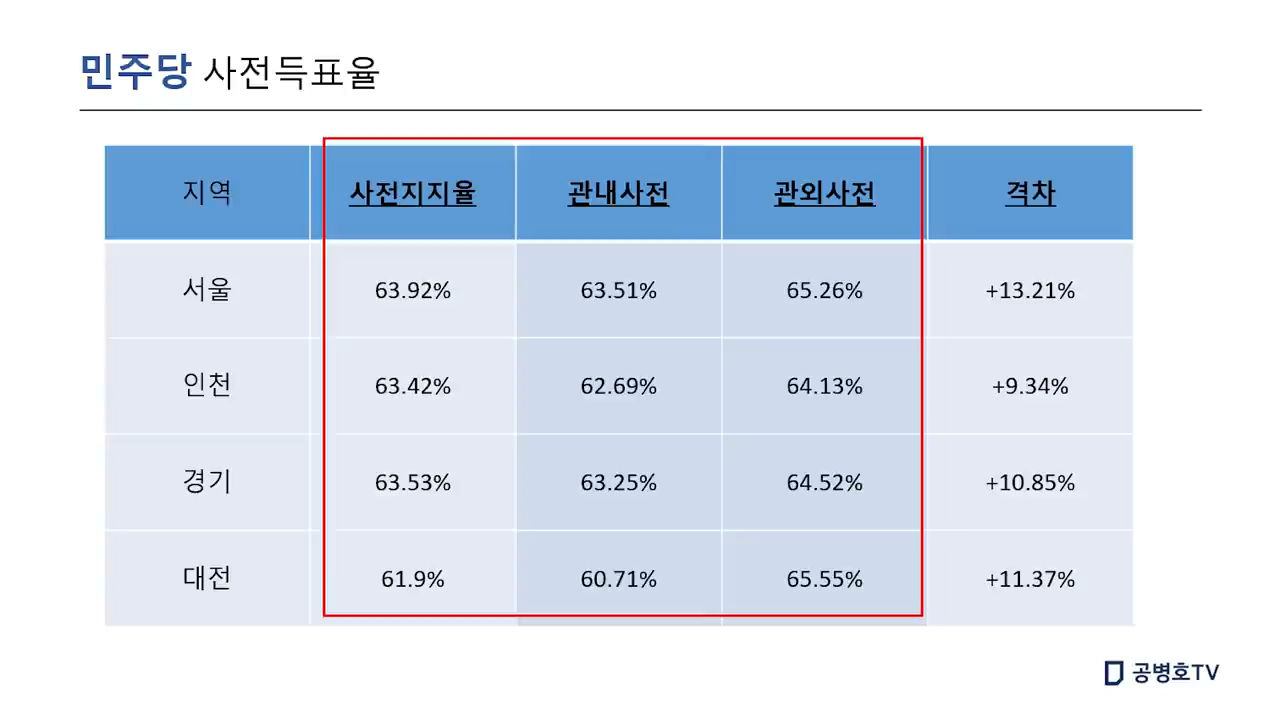 민주당 사전득표율
지역 사전지지율 관내사전 관외사전 격차
서울 63.92% 63.51% 65.26% +13.21%
인천 63.42% 62.69% 64.13% +9.34%
경기 63.53% 63.25% 64.52% +10.85%
대전 61.9% 60.71% 65.55% +11.37%
공병호TV